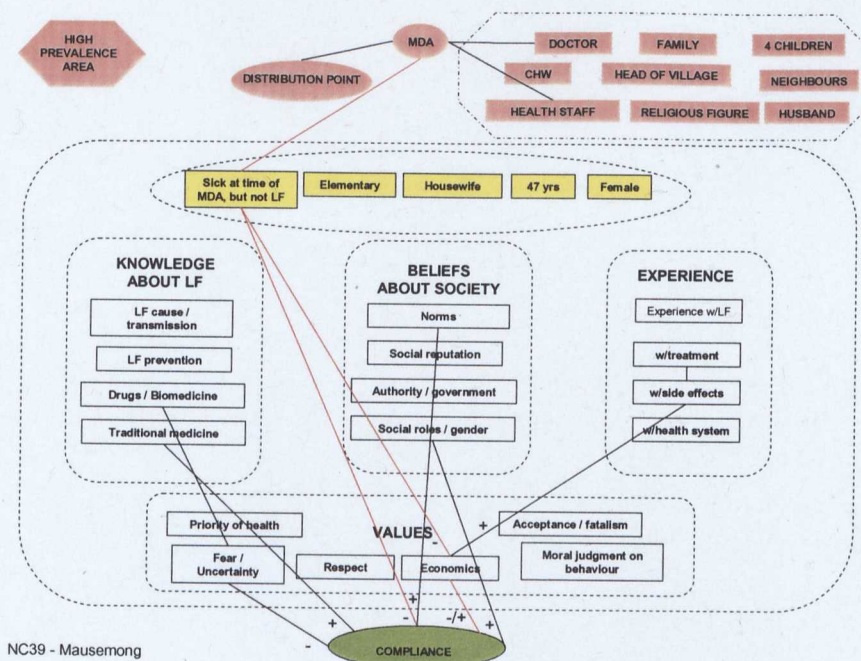 HIGH
PREVALENCE
AREA
MDA
DISTRIBUTION POINT
DOCTOR
FAMILY
4 CHILDREN
CHW
HEAD OF VILLAGE
NEIGHBOURS
HEALTH STAFF
RELIGIOUS FIGURE
HUSBAND
Sick at time of
MDA, but not LF
Elementary
Housewife
47 yrs
Female
KNOWLEDGE
ABOUT LF
LF cause /
transmission
LF prevention
Drugs / Biomedicine
Traditional medicine
BELIEFS
ABOUT SOCIETY
Norms
Social reputation
Authority / government
Social roles / gender
EXPERIENCE
Experience w/LF
w/treatment
w/side effects
w/health system
Priority of health
VALUES
+
Acceptance / fatalism
-
Fear /
Uncertainty
Respect
Economics
Moral judgment on
behaviour
+
+
-
-/+
+
-
COMPLIANCE
NC39 - Mausemong